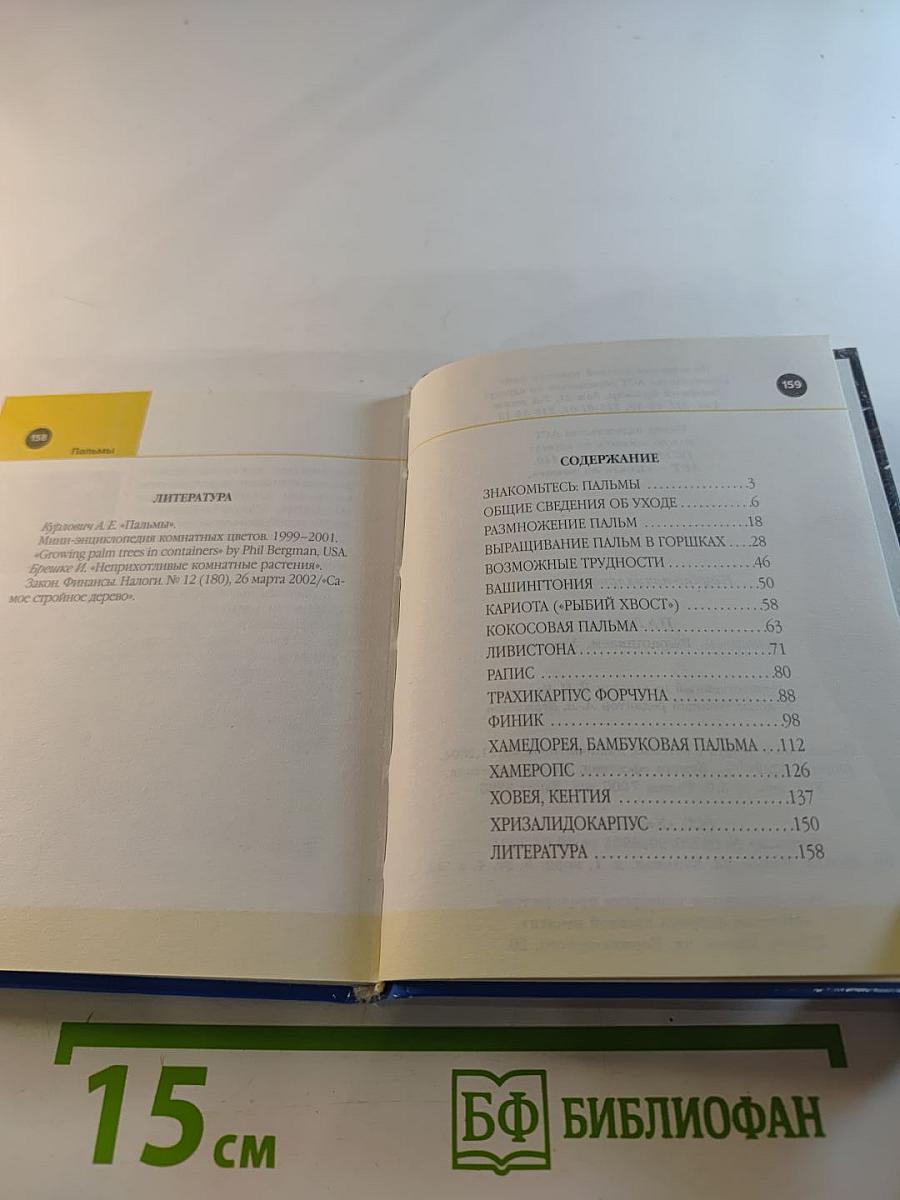 158
Пальмы
ЛИТЕРАТУРА
Курлович А. Е. «Пальмы».
Мини-энциклопедия комнатных цветов. 1999–2001.
«Growing palm trees in containers» by Phil Bergman, USA.
Брешке И. «Неприхотливые комнатные растения».
Закон. Финансы. Налоги. № 12 (180), 26 марта 2002/«Са-
мое стройное дерево».
159
СОДЕРЖАНИЕ
ЗНАКОМЬТЕСЬ: ПАЛЬМЫ ................3
ОБЩИЕ СВЕДЕНИЯ ОБ УХОДЕ ...........6
РАЗМНОЖЕНИЕ ПАЛЬМ ................18
ВЫРАЩИВАНИЕ ПАЛЬМ В ГОРШКАХ ....28
ВОЗМОЖНЫЕ ТРУДНОСТИ ..............46
ВАШИНГТОНИЯ ........................50
КАРИОТА («РЫБИЙ ХВОСТ») ............58
КОКОСОВАЯ ПАЛЬМА ..................63
ЛИВИСТОНА ...........................71
РАПИС ................................80
ТРАХИКАРПУС ФОРЧУНА ...............88
ФИНИК ...............................98
ХАМЕДОРЕЯ, БАМБУКОВАЯ ПАЛЬМА ...112
ХАМЕРОПС ...........................126
ХОВЕЯ, КЕНТИЯ ......................137
ХРИЗАЛИДОКАРПУС ..................150
ЛИТЕРАТУРА .........................158
15 см
БФ БИБЛИОФАН